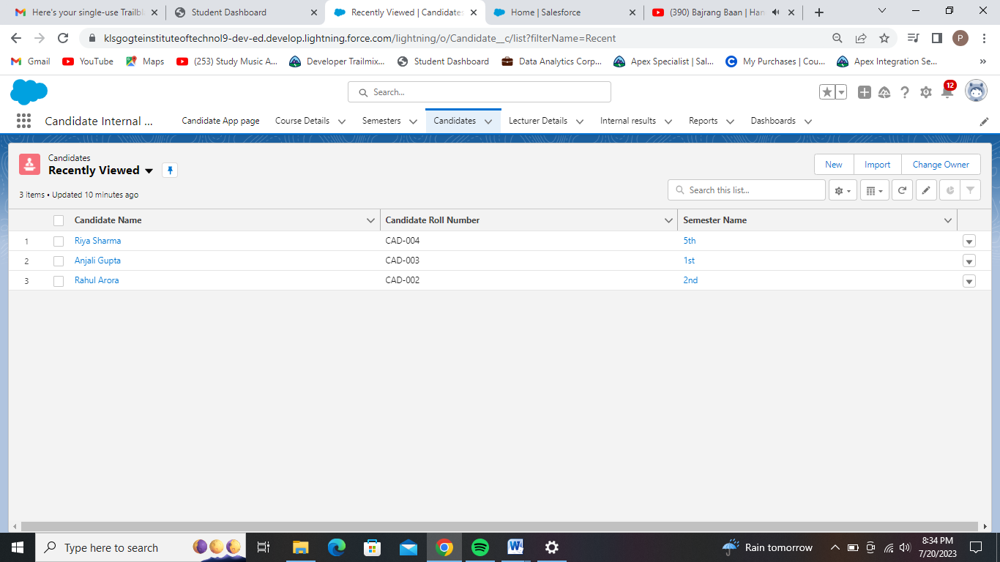 Here's your single-use Trailbl
Student Dashboard
Recently Viewed | Candidates
Home | Salesforce
(390) Bajrang Baan | Han
klsgogteinstituteoftechnol9-dev-ed.develop.lightning.force.com/lightning/o/Candidate__c/list?filterName=Recent
P
Gmail
YouTube
Maps
(253) Study Music A...
Developer Trailmix...
Student Dashboard
Data Analytics Corp...
Apex Specialist | Sal...
My Purchases | Cou...
Apex Integration Se...
Search...
12
Candidate Internal ...
Candidate App page
Course Details
Semesters
Candidates
Lecturer Details
Internal results
Reports
Dashboards
Candidates
Recently Viewed
New
Import
Change Owner
3 items • Updated 10 minutes ago
Search this list...
Candidate Name
Candidate Roll Number
Semester Name
1 Riya Sharma CAD-004 5th
2 Anjali Gupta CAD-003 1st
3 Rahul Arora CAD-002 2nd
Type here to search
Rain tomorrow
8:34 PM
7/20/2023